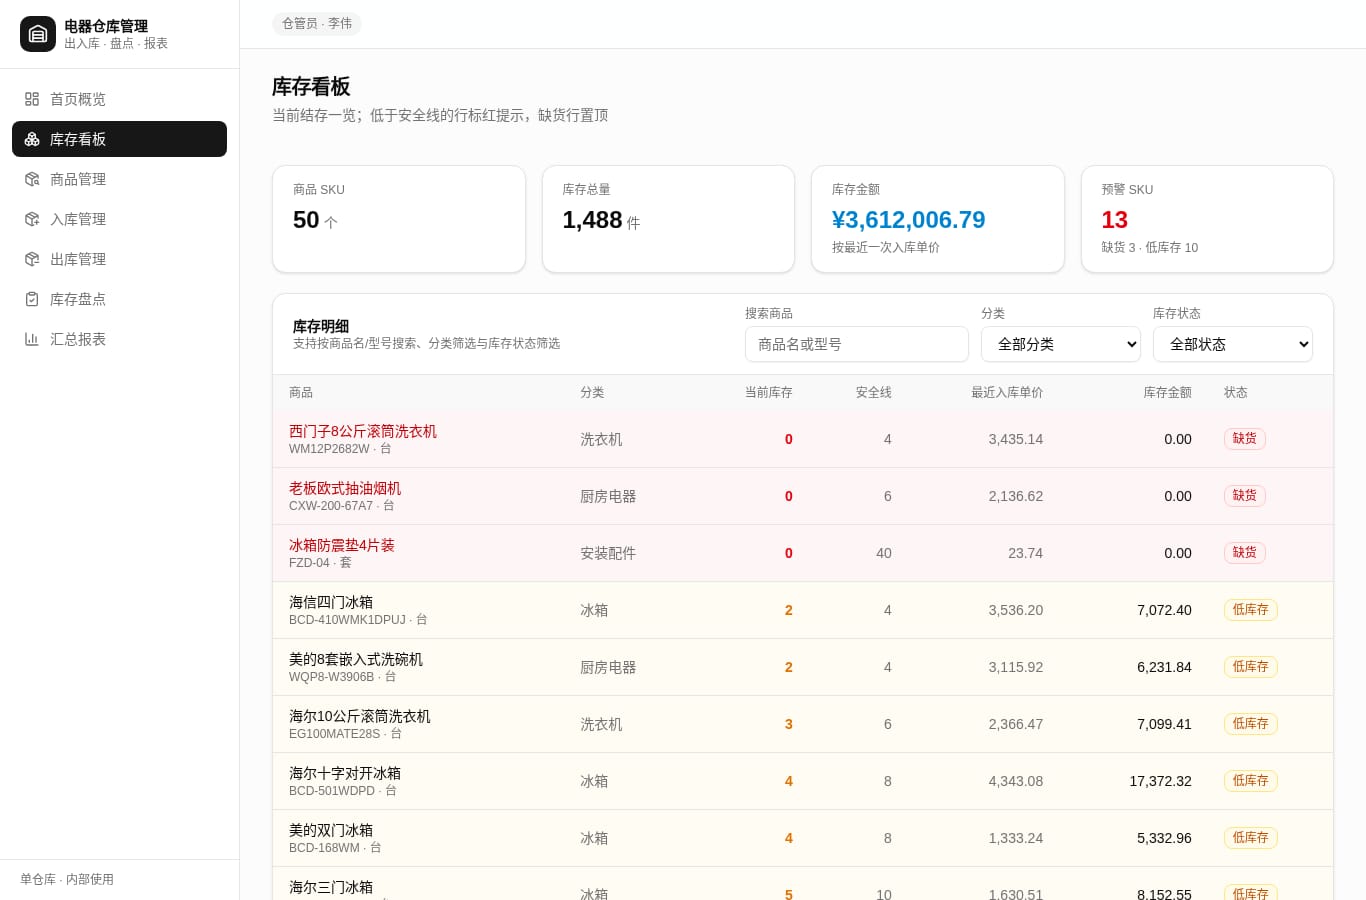 电器仓库管理
出入库 · 盘点 · 报表
首页概览
库存看板
商品管理
入库管理
出库管理
库存盘点
汇总报表
单仓库 · 内部使用
仓管员 · 李伟
库存看板
当前结存一览；低于安全线的行标红提示，缺货行置顶
商品 SKU
50 个
库存总量
1,488 件
库存金额
¥3,612,006.79
按最近一次入库单价
预警 SKU
13
缺货 3 · 低库存 10
库存明细
支持按商品名/型号搜索、分类筛选与库存状态筛选
搜索商品
商品名或型号
分类
全部分类
库存状态
全部状态
商品 分类 当前库存 安全线 最近入库单价 库存金额 状态
西门子8公斤滚筒洗衣机
WM12P2682W · 台
洗衣机 0 4 3,435.14 0.00 缺货
老板欧式抽油烟机
CXW-200-67A7 · 台
厨房电器 0 6 2,136.62 0.00 缺货
冰箱防震垫4片装
FZD-04 · 套
安装配件 0 40 23.74 0.00 缺货
海信四门冰箱
BCD-410WMK1DPUJ · 台
冰箱 2 4 3,536.20 7,072.40 低库存
美的8套嵌入式洗碗机
WQP8-W3906B · 台
厨房电器 2 4 3,115.92 6,231.84 低库存
海尔10公斤滚筒洗衣机
EG100MATE28S · 台
洗衣机 3 6 2,366.47 7,099.41 低库存
海尔十字对开冰箱
BCD-501WDPD · 台
冰箱 4 8 4,343.08 17,372.32 低库存
美的双门冰箱
BCD-168WM · 台
冰箱 4 8 1,333.24 5,332.96 低库存
海尔三门冰箱
冰箱 5 10 1,630.51 8,152.55 低库存